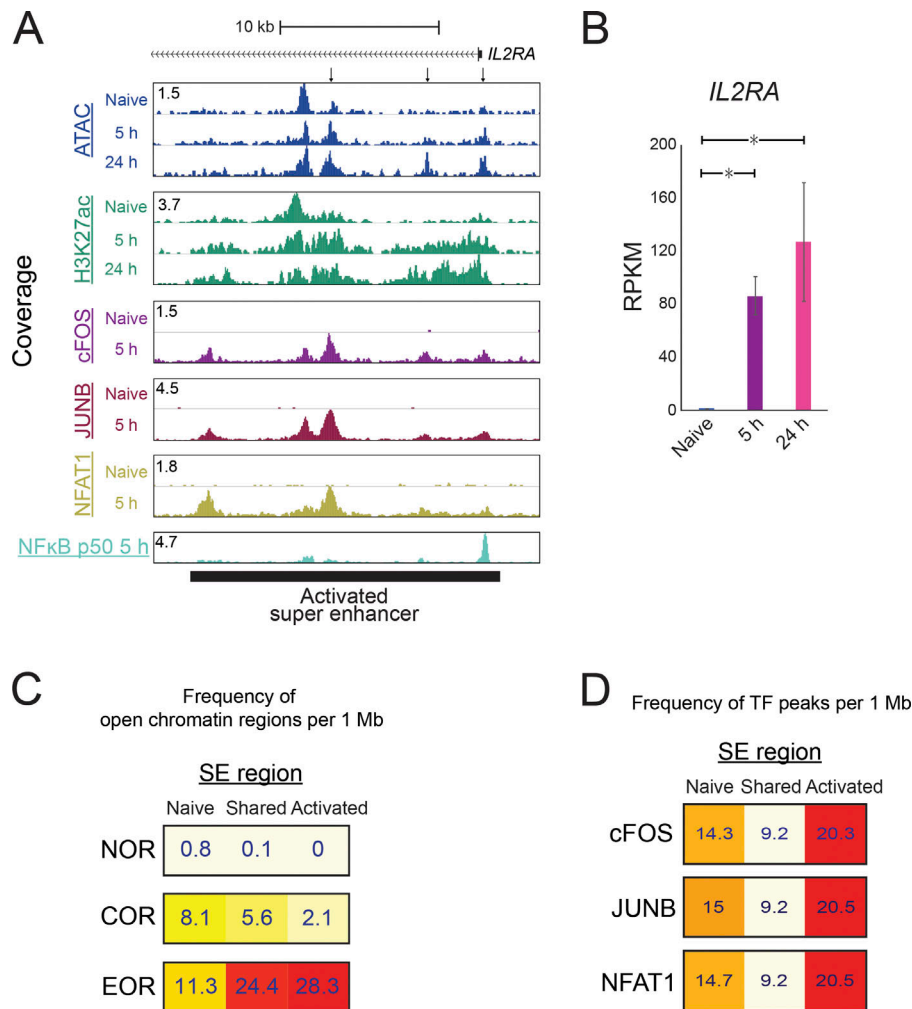 A
10 kb
IL2RA
Coverage
ATAC
Naive
1.5
5 h
24 h
H3K27ac
Naive
3.7
5 h
24 h
cFOS
Naive
1.5
5 h
JUNB
Naive
4.5
5 h
NFAT1
Naive
1.8
5 h
NFκB p50 5 h
4.7
Activated
super enhancer
B
IL2RA
RPKM
200
160
120
80
40
0
*
*
Naive
5 h
24 h
C
Frequency of
open chromatin regions per 1 Mb
SE region
Naive Shared Activated
NOR 0.8 0.1 0
COR 8.1 5.6 2.1
EOR 11.3 24.4 28.3
D
Frequency of TF peaks per 1 Mb
SE region
Naive Shared Activated
cFOS 14.3 9.2 20.3
JUNB 15 9.2 20.5
NFAT1 14.7 9.2 20.5